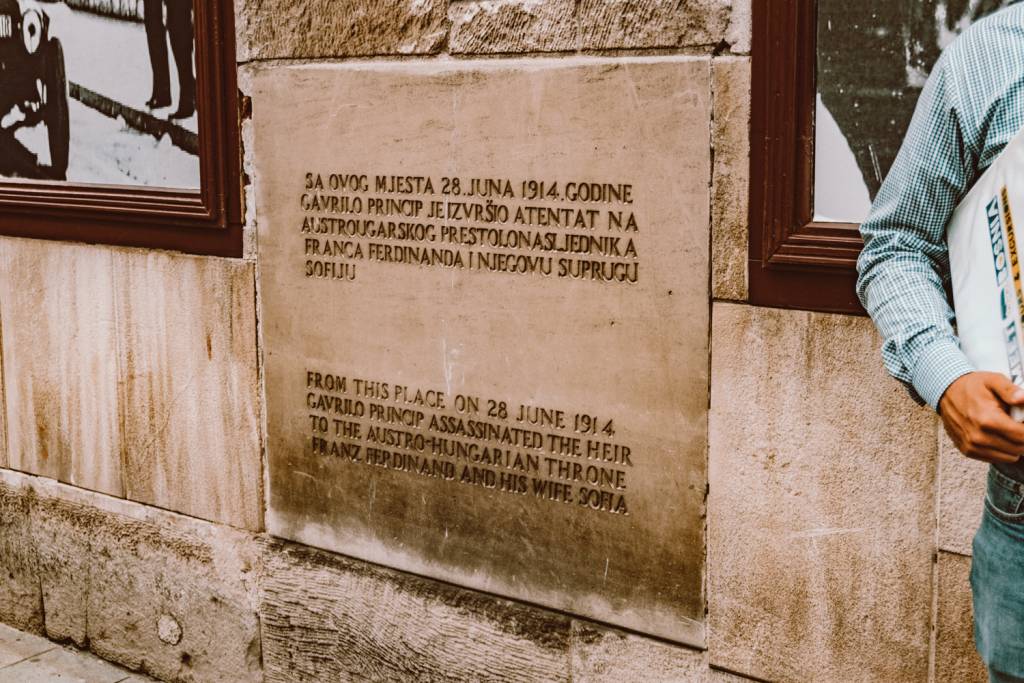 SA OVOG MJESTA 28. JUNA 1914. GODINE
GAVRILO PRINCIP JE IZVRŠIO ATENTAT NA
AUSTROUGARSKOG PRESTOLONASLJEDNIKA
FRANCA FERDINANDA I NJEGOVU SUPRUGU
SOFIJU
FROM THIS PLACE ON 28 JUNE 1914
GAVRILO PRINCIP ASSASSINATED THE HEIR
TO THE AUSTRO-HUNGARIAN THRONE
FRANZ FERDINAND AND HIS WIFE SOFIA